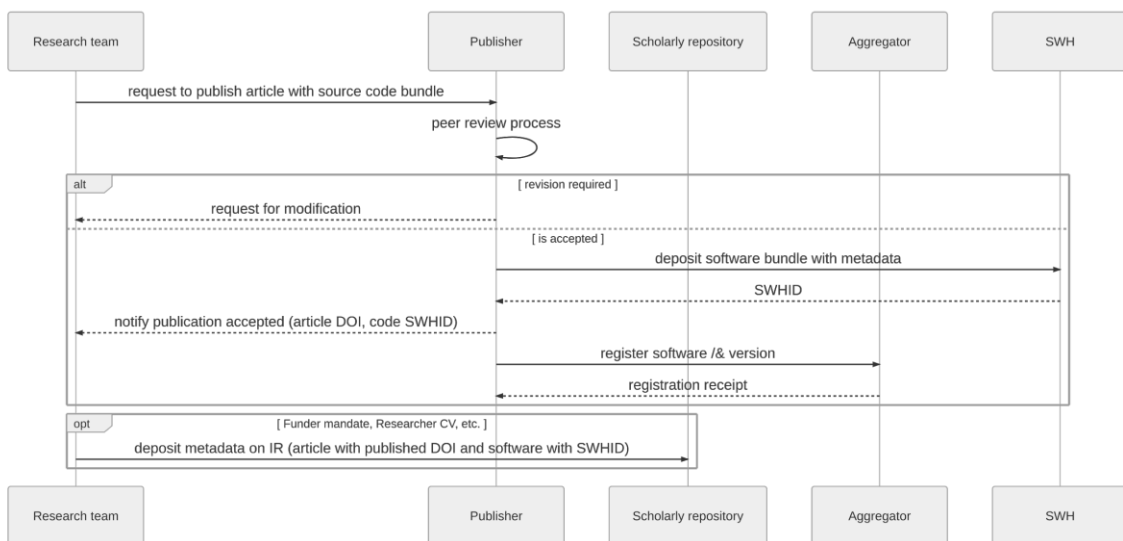 Research team
Publisher
Scholarly repository
Aggregator
SWH
request to publish article with source code bundle
peer review process
alt
[ revision required ]
request for modification
[ is accepted ]
deposit software bundle with metadata
SWHID
notify publication accepted (article DOI, code SWHID)
register software /& version
registration receipt
opt
[ Funder mandate, Researcher CV, etc. ]
deposit metadata on IR (article with published DOI and software with SWHID)
Research team
Publisher
Scholarly repository
Aggregator
SWH